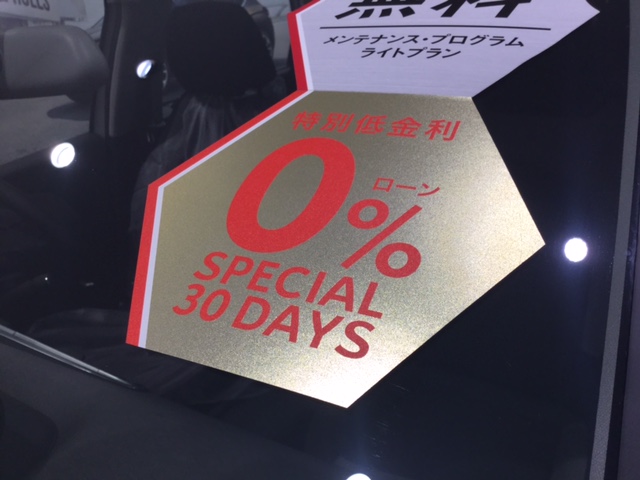 無料
メンテナンス・プログラム
ライトプラン
特別低金利
0%
ローン
SPECIAL
30 DAYS